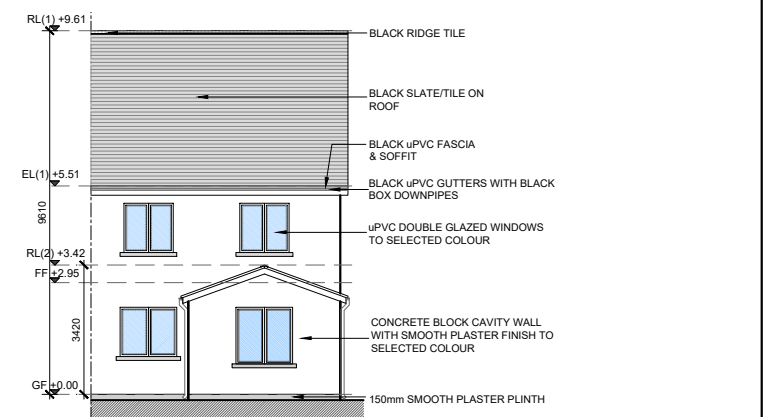 RL(1) +9.61
BLACK RIDGE TILE
BLACK SLATE/TILE ON
ROOF
BLACK uPVC FASCIA
& SOFFIT
EL(1) +5.51
BLACK uPVC GUTTERS WITH BLACK
BOX DOWNPIPES
9610
uPVC DOUBLE GLAZED WINDOWS
TO SELECTED COLOUR
RL(2) +3.42
FF +2.95
3420
CONCRETE BLOCK CAVITY WALL
WITH SMOOTH PLASTER FINISH TO
SELECTED COLOUR
GF +0.00
150mm SMOOTH PLASTER PLINTH